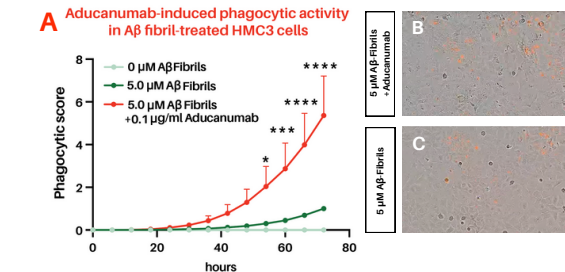 A
Aducanumab-induced phagocytic activity
in Aβ fibril-treated HMC3 cells
Phagocytic score
8
6
4
2
0
0 μM AβFibrils
5.0 μM Aβ Fibrils
5.0 μM Aβ Fibrils
+0.1 μg/ml Aducanumab
*
***
****
****
0
20
40
60
80
hours
5 μM Aβ-Fibrils
+Aducanumab
B
5 μM Aβ-Fibrils
C